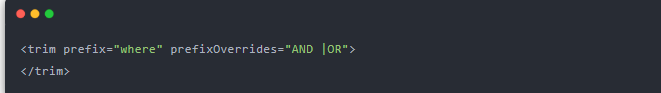 <trim prefix="where" prefixOverrides="AND |OR">
</trim>